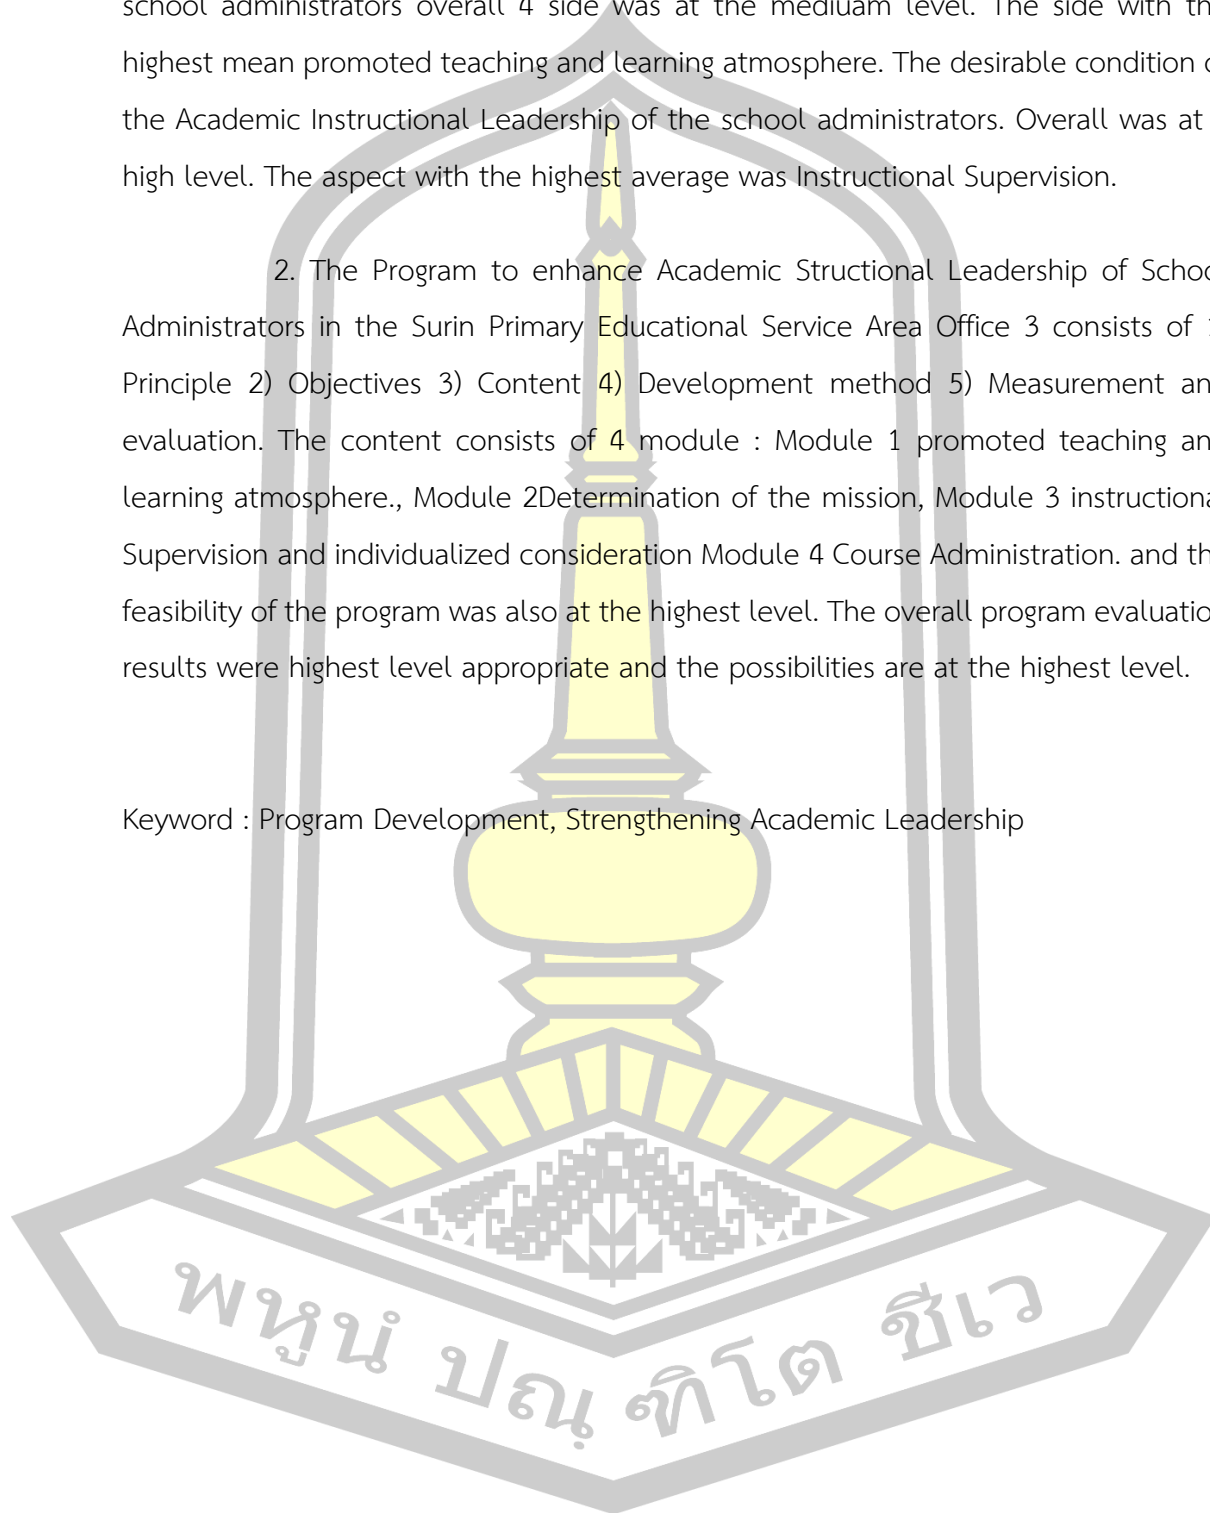 school administrators overall 4 side was at the mediuam level. The side with th
highest mean promoted teaching and learning atmosphere. The desirable condition o
the Academic Instructional Leadership of the school administrators. Overall was at
high level. The aspect with the highest average was Instructional Supervision.
2. The Program to enhance Academic Structional Leadership of Schoo
Administrators in the Surin Primary Educational Service Area Office 3 consists of
Principle 2) Objectives 3) Content 4) Development method 5) Measurement an
evaluation. The content consists of 4 module : Module 1 promoted teaching an
learning atmosphere., Module 2Determination of the mission, Module 3 instructiona
Supervision and individualized consideration Module 4 Course Administration. and th
feasibility of the program was also at the highest level. The overall program evaluatio
results were highest level appropriate and the possibilities are at the highest level.
Keyword : Program Development, Strengthening Academic Leadership
พหูนํ ปณฺฑิโต ชีเว